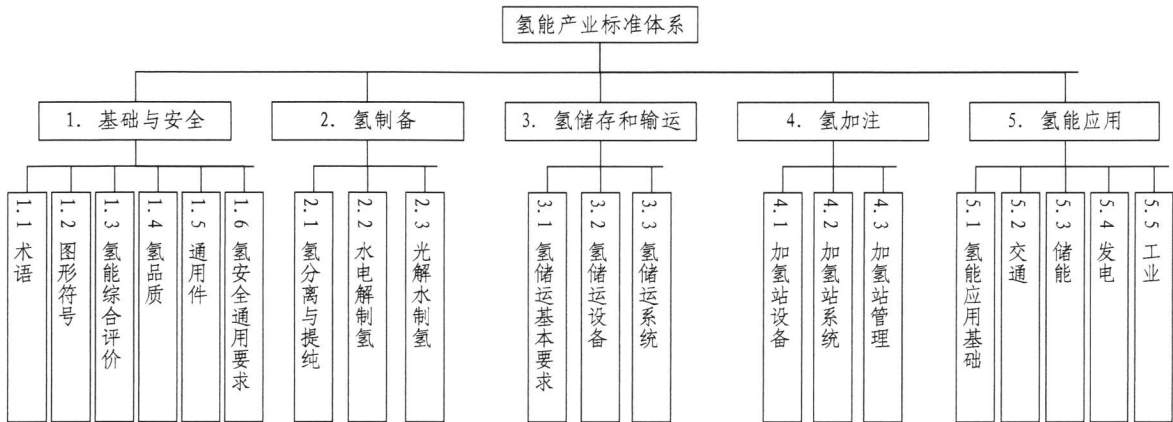 氢能产业标准体系
1. 基础与安全
2. 氢制备
3. 氢储存和输运
4. 氢加注
5. 氢能应用
1.1 术语
1.2 图形符号
1.3 氢能综合评价
1.4 氢品质
1.5 通用件
1.6 氢安全通用要求
2.1 氢分离与提纯
2.2 水电解制氢
2.3 光解水制氢
3.1 氢储运基本要求
3.2 氢储运设备
3.3 氢储运系统
4.1 加氢站设备
4.2 加氢站系统
4.3 加氢站管理
5.1 氢能应用基础
5.2 交通
5.3 储能
5.4 发电
5.5 工业